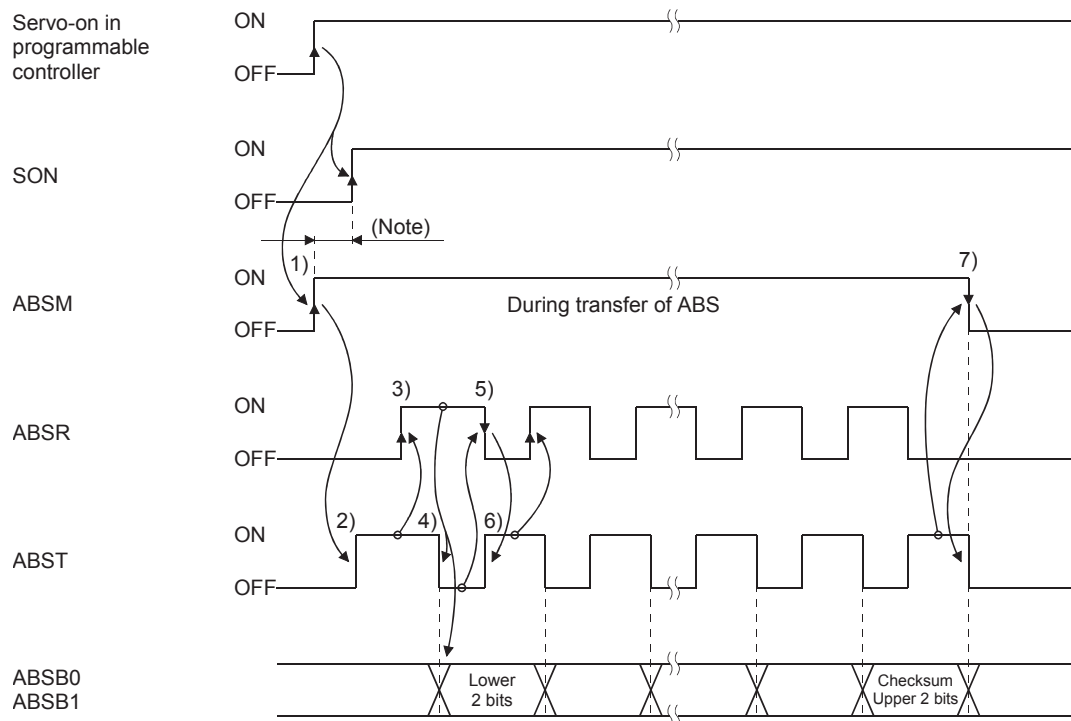 Servo-on in
programmable
controller
ON
OFF
SON
ON
OFF
(Note)
ABSM
ON
OFF
1)
During transfer of ABS
7)
ABSR
ON
OFF
3)
5)
ABST
ON
OFF
2)
4)
6)
ABSB0
ABSB1
Lower
2 bits
Checksum
Upper 2 bits